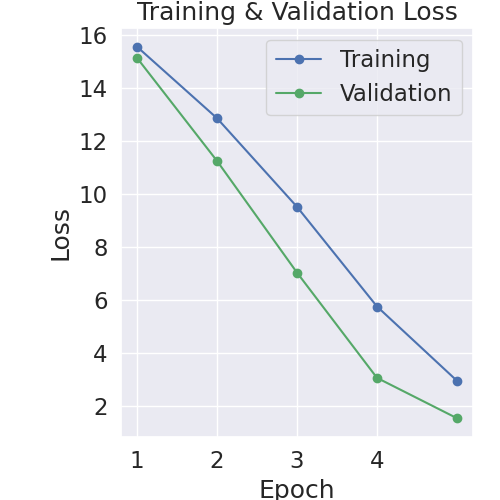 Training & Validation Loss
16
14
12
10
8
6
4
2
Loss
Training
Validation
1 2 3 4
Epoch